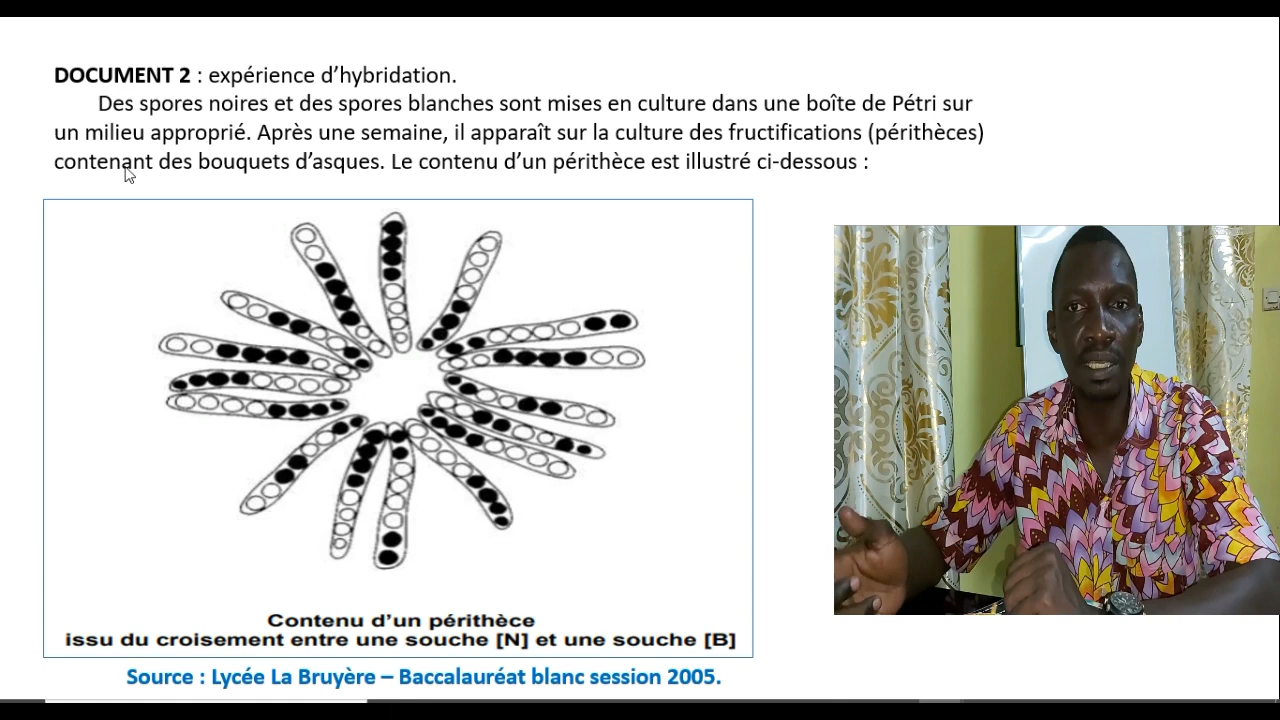 DOCUMENT 2 : expérience d’hybridation.
Des spores noires et des spores blanches sont mises en culture dans une boîte de Pétri sur
un milieu approprié. Après une semaine, il apparaît sur la culture des fructifications (périthèces)
contenant des bouquets d’asques. Le contenu d’un périthèce est illustré ci-dessous :
Contenu d’un périthèce
issu du croisement entre une souche [N] et une souche [B]
Source : Lycée La Bruyère – Baccalauréat blanc session 2005.